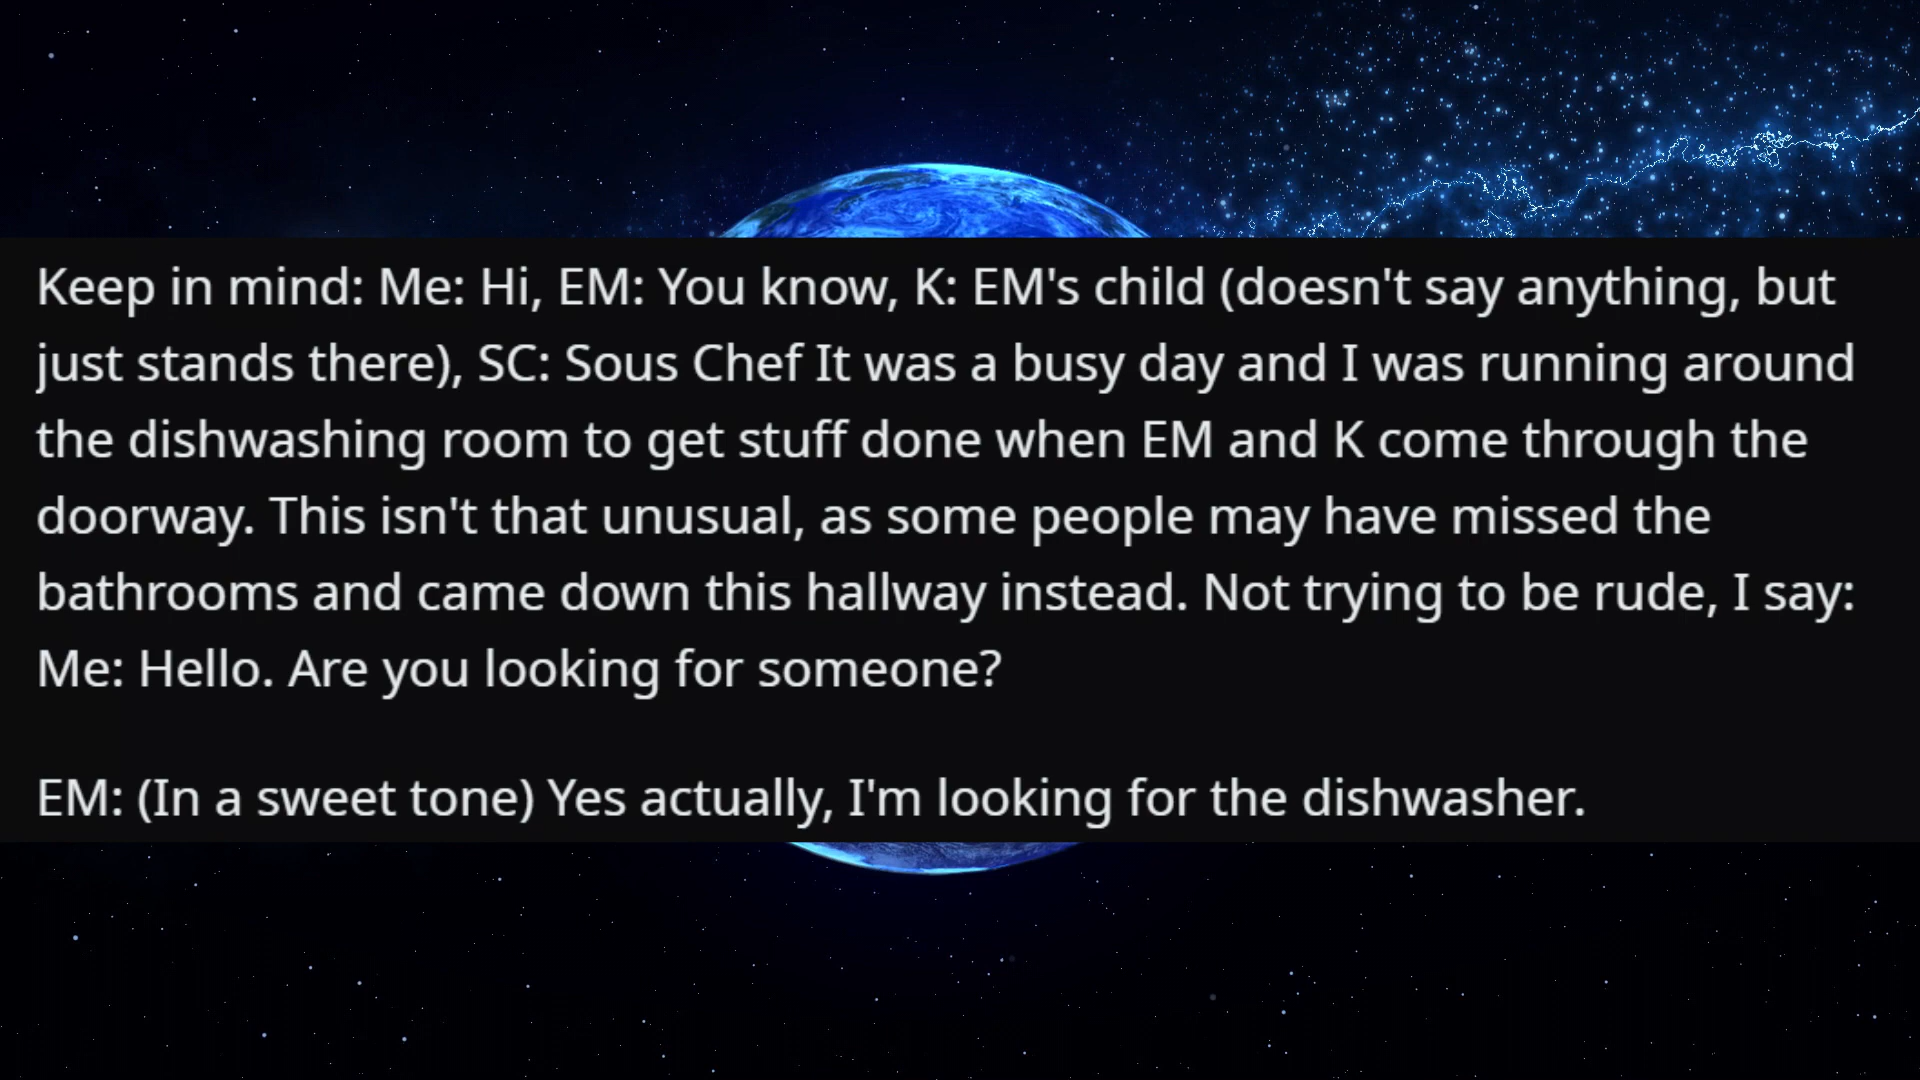 Keep in mind: Me: Hi, EM: You know, K: EM's child (doesn't say anything, but
just stands there), SC: Sous Chef It was a busy day and I was running around
the dishwashing room to get stuff done when EM and K come through the
doorway. This isn't that unusual, as some people may have missed the
bathrooms and came down this hallway instead. Not trying to be rude, I say:
Me: Hello. Are you looking for someone?
EM: (In a sweet tone) Yes actually, I'm looking for the dishwasher.